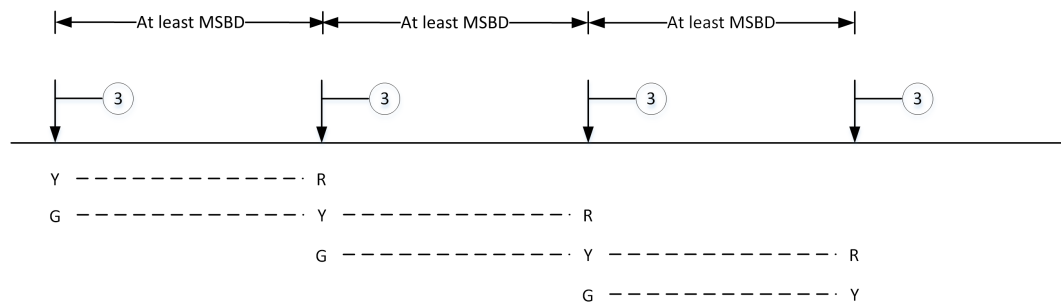 At least MSBD At least MSBD At least MSBD
3 3 3 3
Y R
G Y R
G Y R
G Y